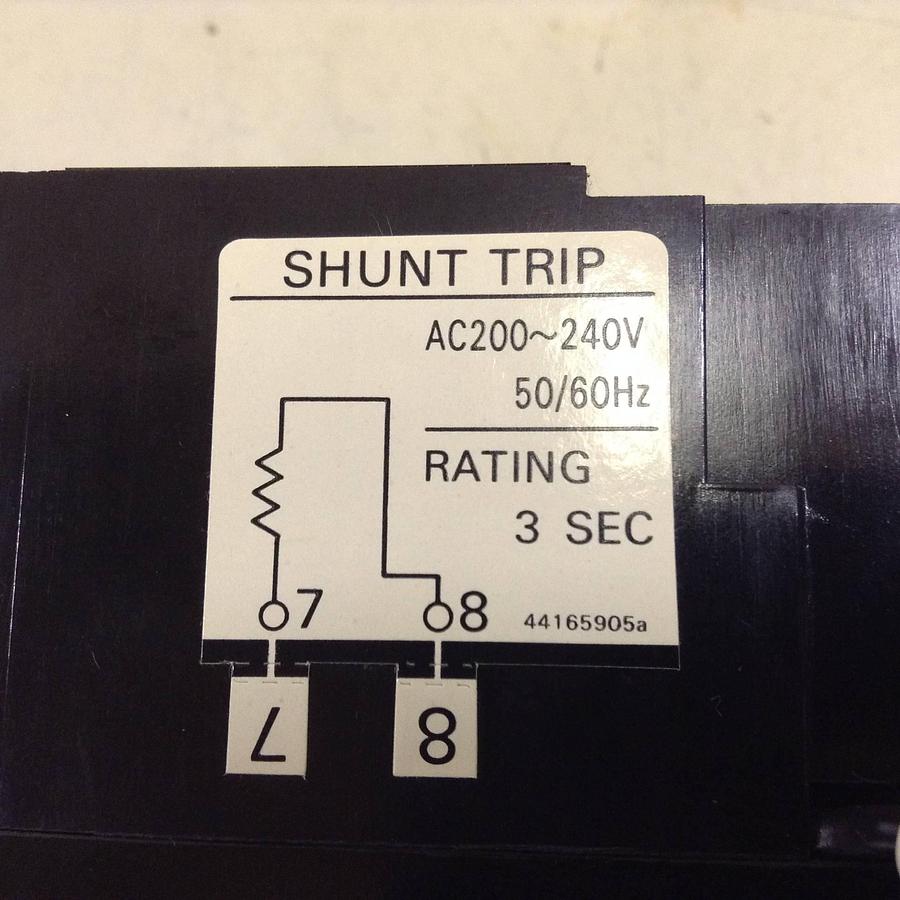 SHUNT TRIP
AC200～240V
50/60Hz
RATING
3 SEC
7 8 44165905a
7 8